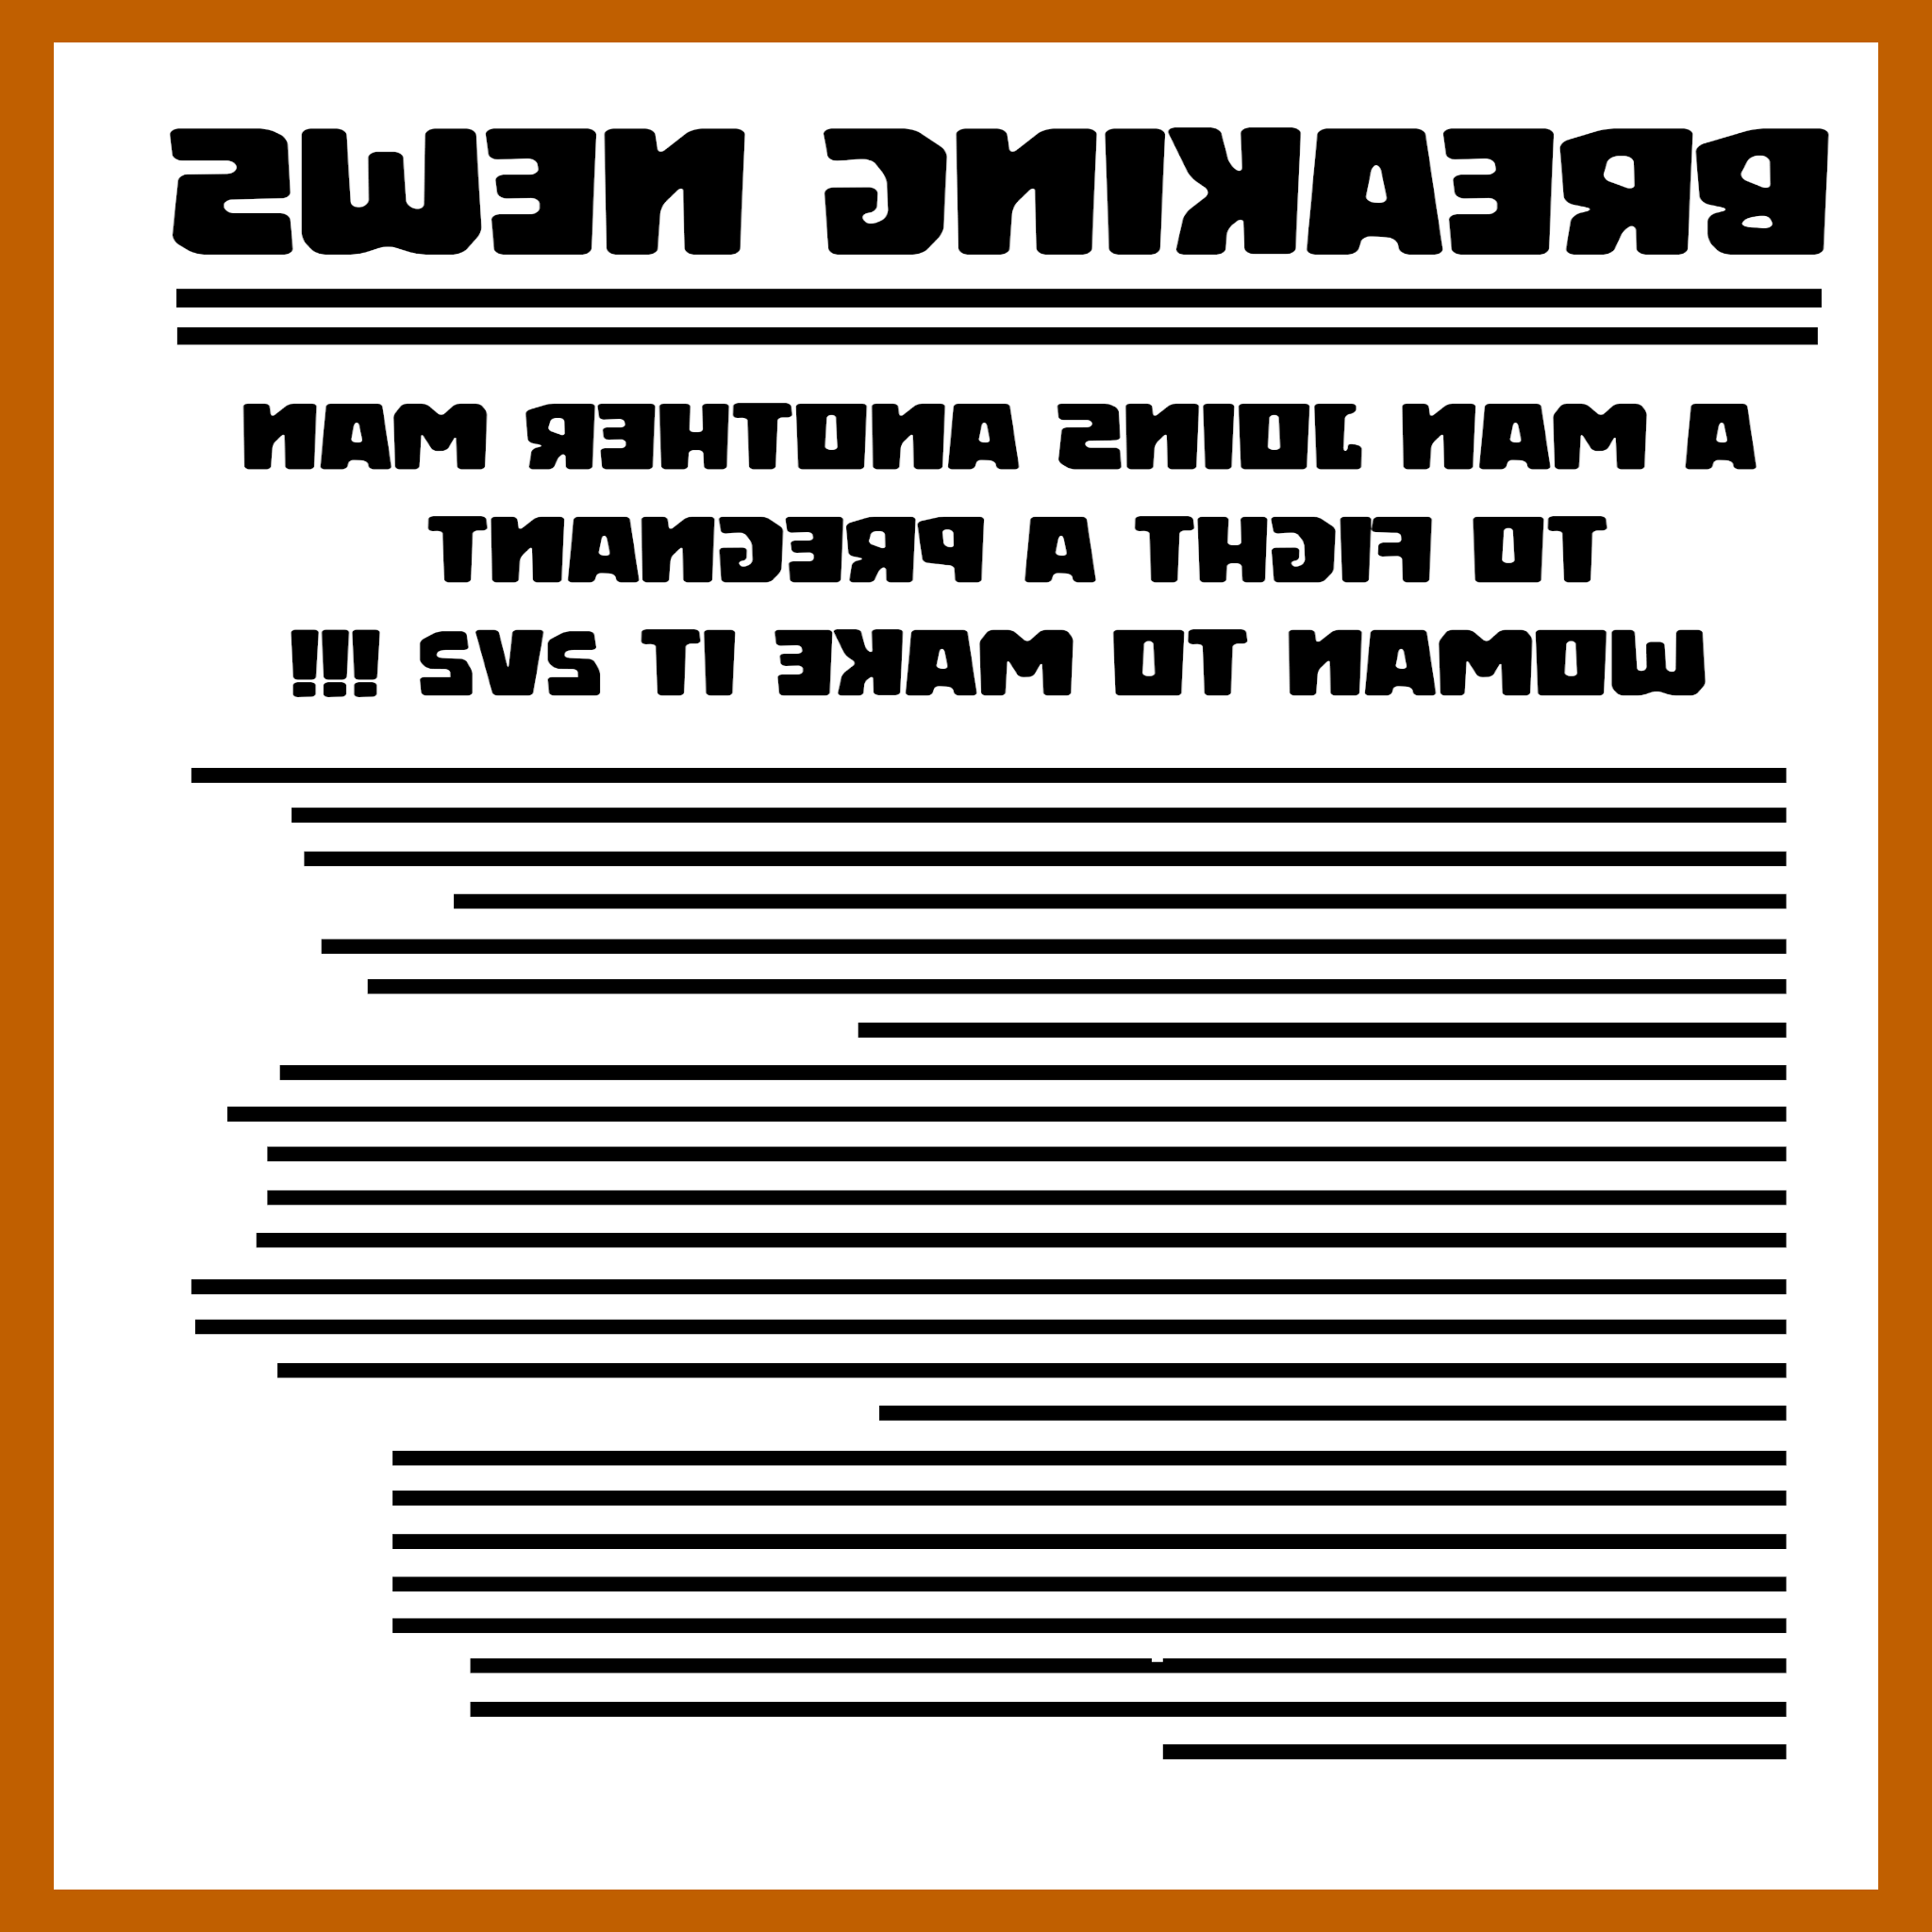 BREAKING NEWS
A MAN JOINS ANOTHER MAN
TO FIGHT A PREGNANT
WOMAN TO MAKE IT 2V2 !!!